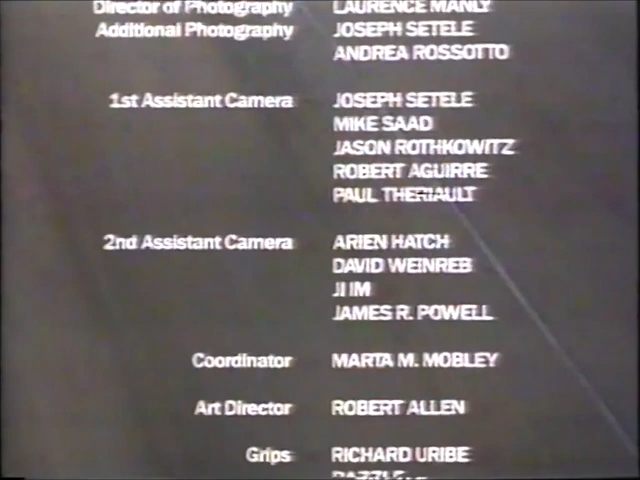 Director of Photography LAURENCE MANLY
Additional Photography JOSEPH SETELE
ANDREA ROSSOTTO
1st Assistant Camera JOSEPH SETELE
MIKE SAAD
JASON ROTHKOWITZ
ROBERT AGUIRRE
PAUL THERIAULT
2nd Assistant Camera ARIEN HATCH
DAVID WEINREB
JI IM
JAMES R. POWELL
Coordinator MARTA M. MOBLEY
Art Director ROBERT ALLEN
Grips RICHARD URIBE